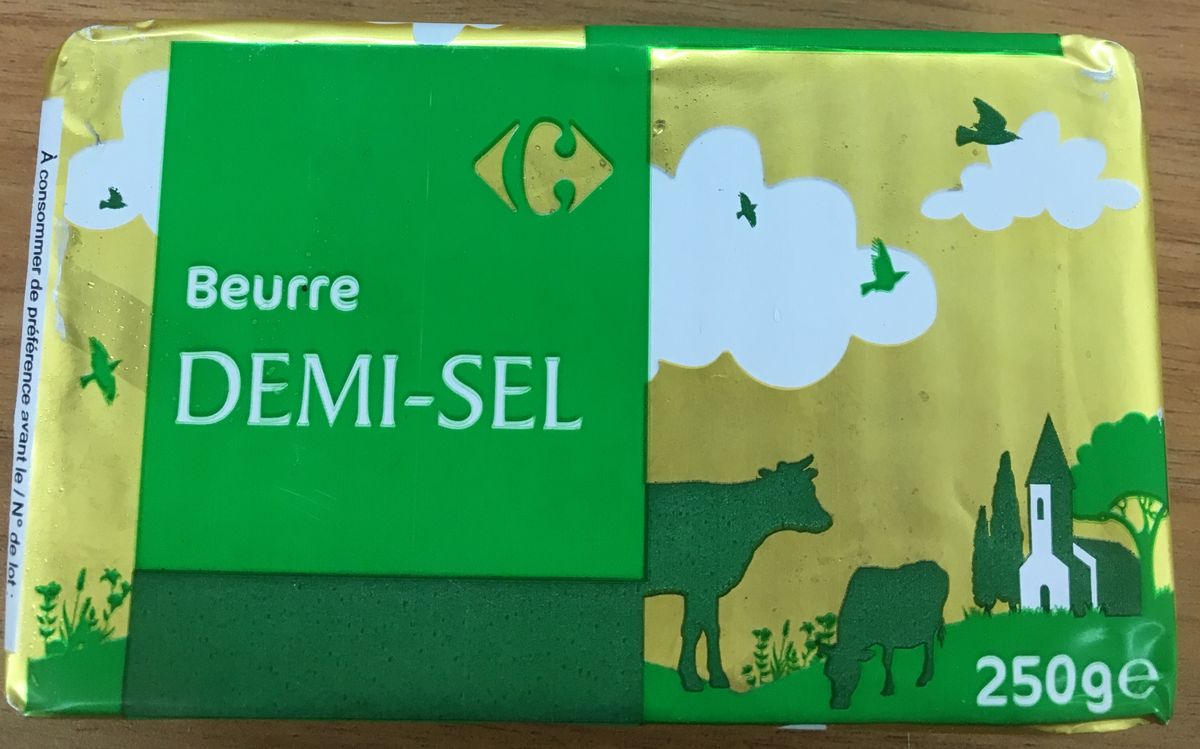 Beurre
DEMI-SEL
250g℮
À consommer de préférence avant le / N° de lot :